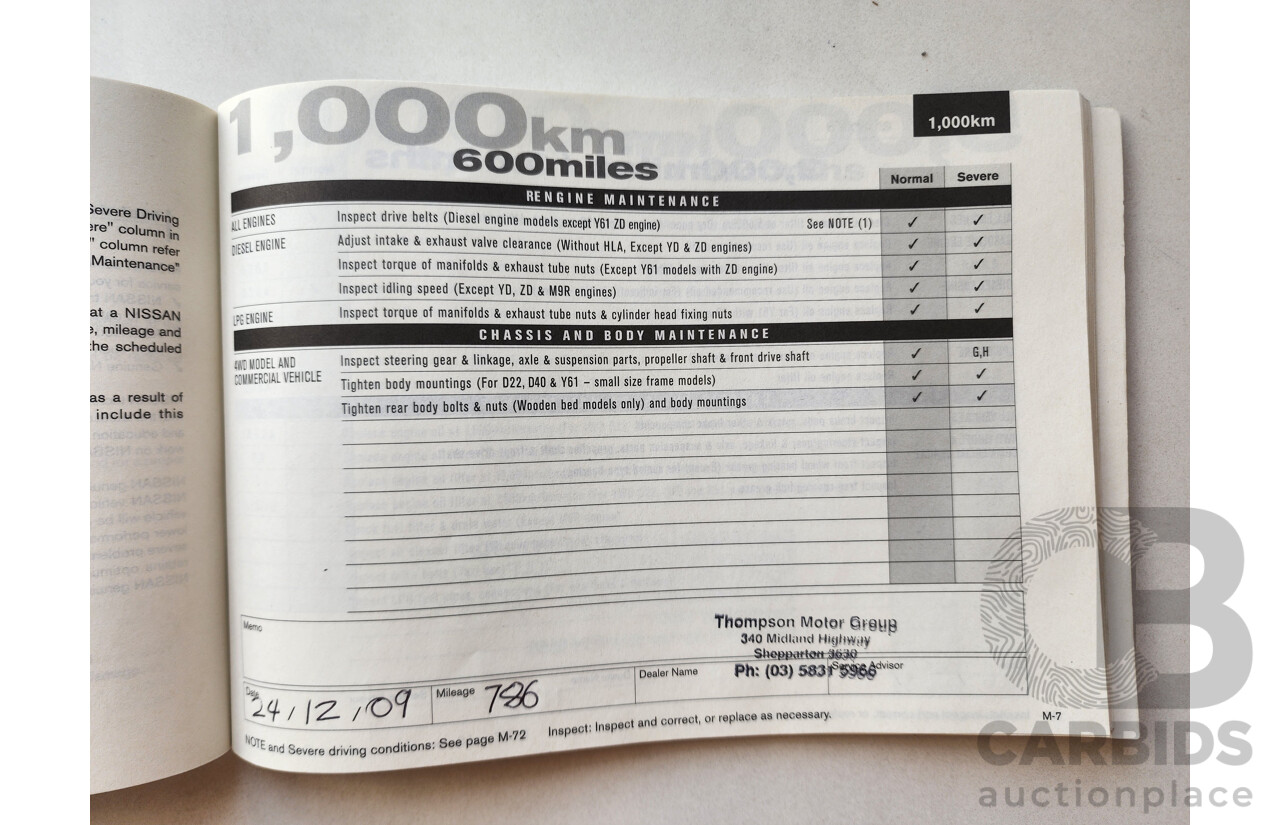 Severe Driving
ere" column in
" column refer
Maintenance"
at a NISSAN
e, mileage and
the scheduled
as a result of
include this
1,000km
600miles
1,000km
Normal Severe
RENGINE MAINTENANCE
ALL ENGINES Inspect drive belts (Diesel engine models except Y61 ZD engine) See NOTE (1) ✓ ✓
DIESEL ENGINE Adjust intake & exhaust valve clearance (Without HLA, Except YD & ZD engines) ✓ ✓
Inspect torque of manifolds & exhaust tube nuts (Except Y61 models with ZD engine) ✓ ✓
Inspect idling speed (Except YD, ZD & M9R engines) ✓ ✓
LPG ENGINE Inspect torque of manifolds & exhaust tube nuts & cylinder head fixing nuts ✓ ✓
CHASSIS AND BODY MAINTENANCE
4WD MODEL AND Inspect steering gear & linkage, axle & suspension parts, propeller shaft & front drive shaft ✓ G,H
COMMERCIAL VEHICLE Tighten body mountings (For D22, D40 & Y61 – small size frame models) ✓ ✓
Tighten rear body bolts & nuts (Wooden bed models only) and body mountings ✓ ✓
Memo
Thompson Motor Group
340 Midland Highway
Shepparton 3630
Ph: (03) 5831 5966
Date 24/12/09 Mileage 786 Dealer Name Service Advisor
NOTE and Severe driving conditions: See page M-72 Inspect: Inspect and correct, or replace as necessary.
M-7
CB
CARBIDS
auctionplace